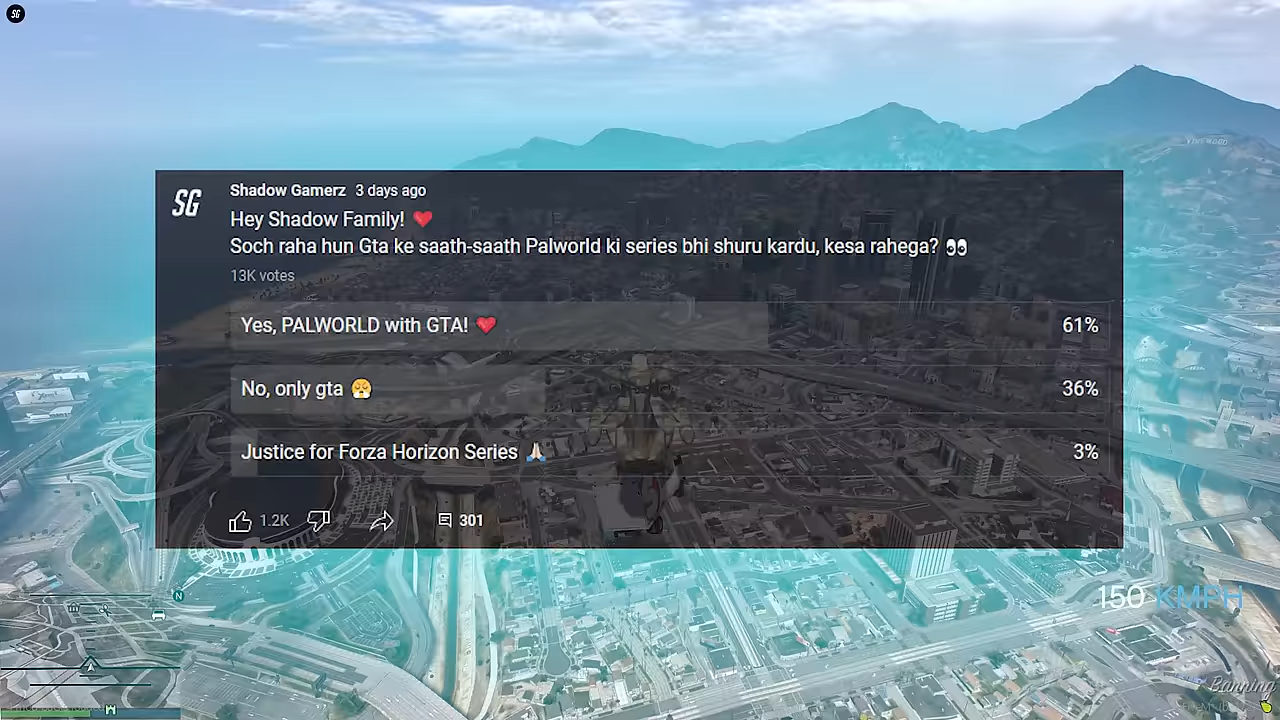 SG
SG
Shadow Gamerz 3 days ago
Hey Shadow Family! ❤️
Soch raha hun Gta ke saath-saath Palworld ki series bhi shuru kardu, kesa rahega? 👀
13K votes
Yes, PALWORLD with GTA! ❤️ 61%
No, only gta 😤 36%
Justice for Forza Horizon Series 🙏🏻 3%
1.2K 301
N
150 KMPH
Banning